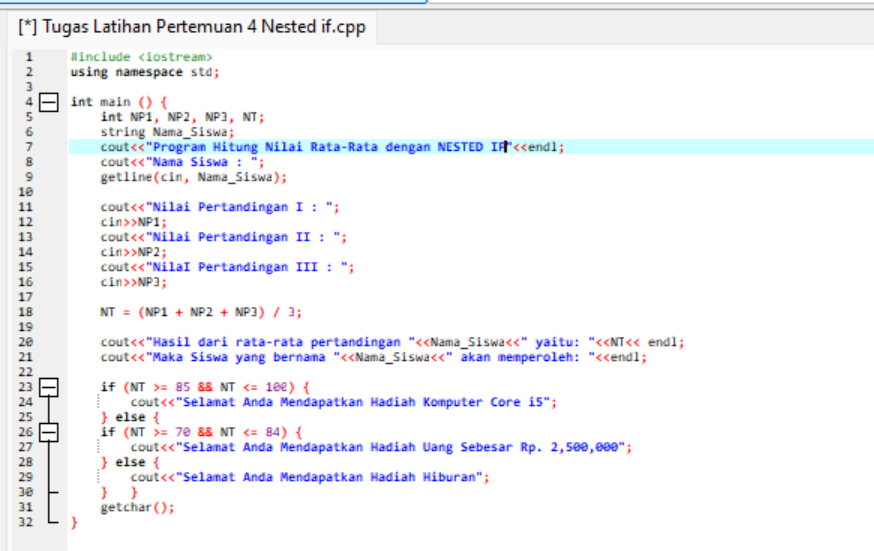 [*] Tugas Latihan Pertemuan 4 Nested if.cpp
1 #include <iostream>
2 using namespace std;
3
4 int main () {
5 int NP1, NP2, NP3, NT;
6 string Nama_Siswa;
7 cout<<"Program Hitung Nilai Rata-Rata dengan NESTED IF"<<endl;
8 cout<<"Nama Siswa : ";
9 getline(cin, Nama_Siswa);
10
11 cout<<"Nilai Pertandingan I : ";
12 cin>>NP1;
13 cout<<"Nilai Pertandingan II : ";
14 cin>>NP2;
15 cout<<"NilaI Pertandingan III : ";
16 cin>>NP3;
17
18 NT = (NP1 + NP2 + NP3) / 3;
19
20 cout<<"Hasil dari rata-rata pertandingan "<<Nama_Siswa<<" yaitu: "<<NT<< endl;
21 cout<<"Maka Siswa yang bernama "<<Nama_Siswa<<" akan memperoleh: "<<endl;
22
23 if (NT >= 85 && NT <= 100) {
24 cout<<"Selamat Anda Mendapatkan Hadiah Komputer Core i5";
25 } else {
26 if (NT >= 70 && NT <= 84) {
27 cout<<"Selamat Anda Mendapatkan Hadiah Uang Sebesar Rp. 2,500,000";
28 } else {
29 cout<<"Selamat Anda Mendapatkan Hadiah Hiburan";
30 } }
31 getchar();
32 }